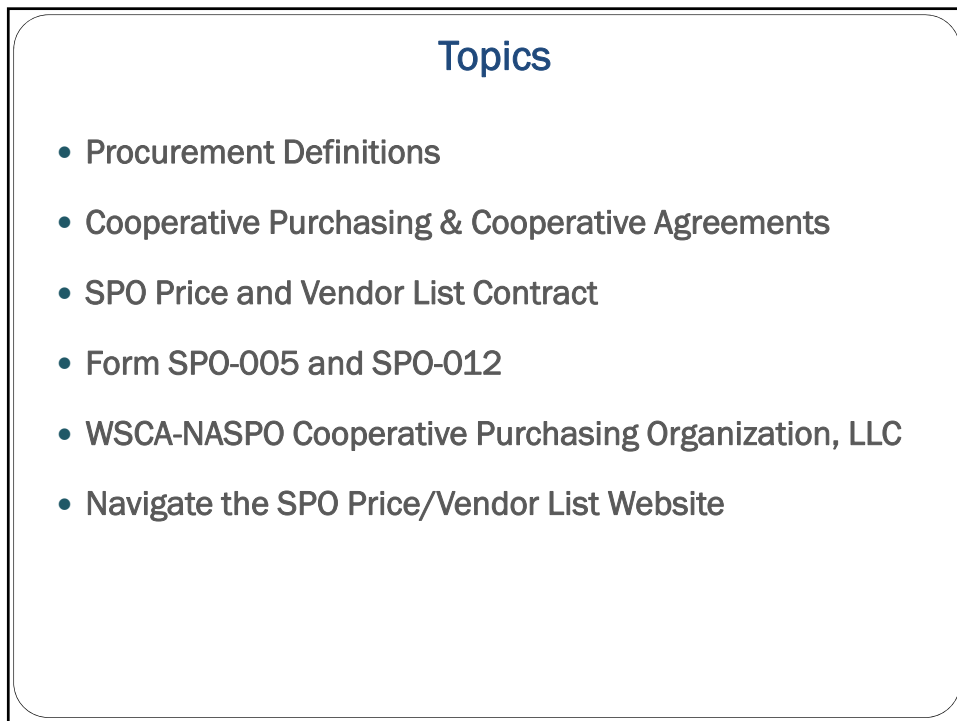 Topics
• Procurement Definitions
• Cooperative Purchasing & Cooperative Agreements
• SPO Price and Vendor List Contract
• Form SPO-005 and SPO-012
• WSCA-NASPO Cooperative Purchasing Organization, LLC
• Navigate the SPO Price/Vendor List Website